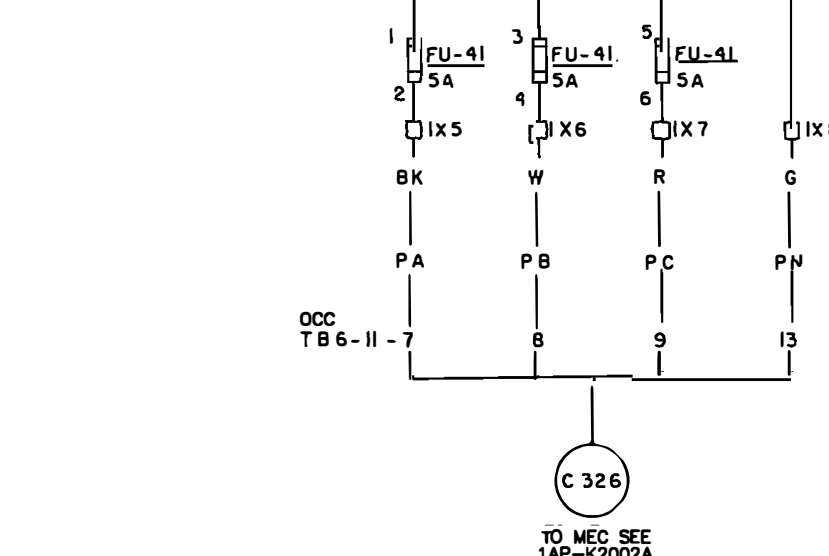 1 3 5
FU-41 FU-41. FU-41
5A 5A 5A
2 4 6
1X5 1X6 1X7
BK W R G
PA PB PC PN
OCC
TB6-11-7 8 9 13
C 326
TO MEC SEE
1AP-K2002A